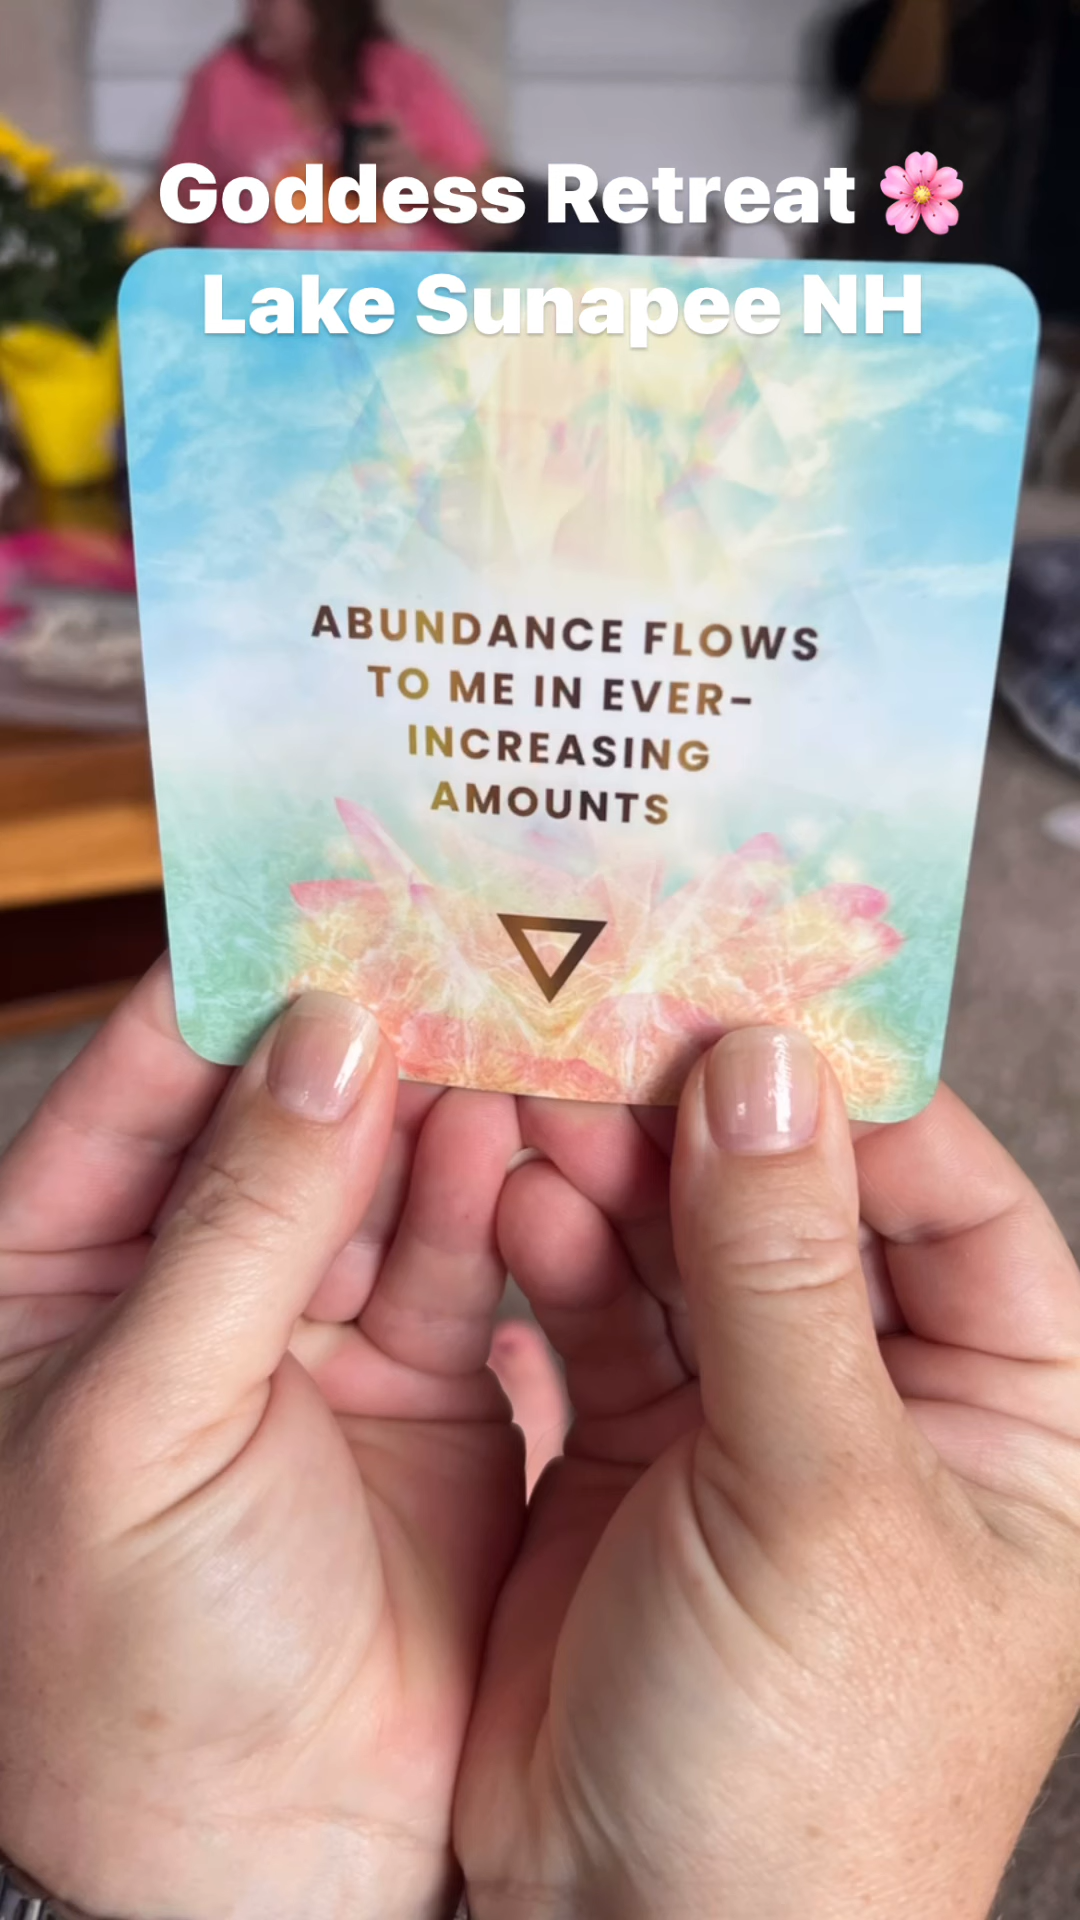 Goddess Retreat 🌸
Lake Sunapee NH
ABUNDANCE FLOWS
TO ME IN EVER-
INCREASING
AMOUNTS